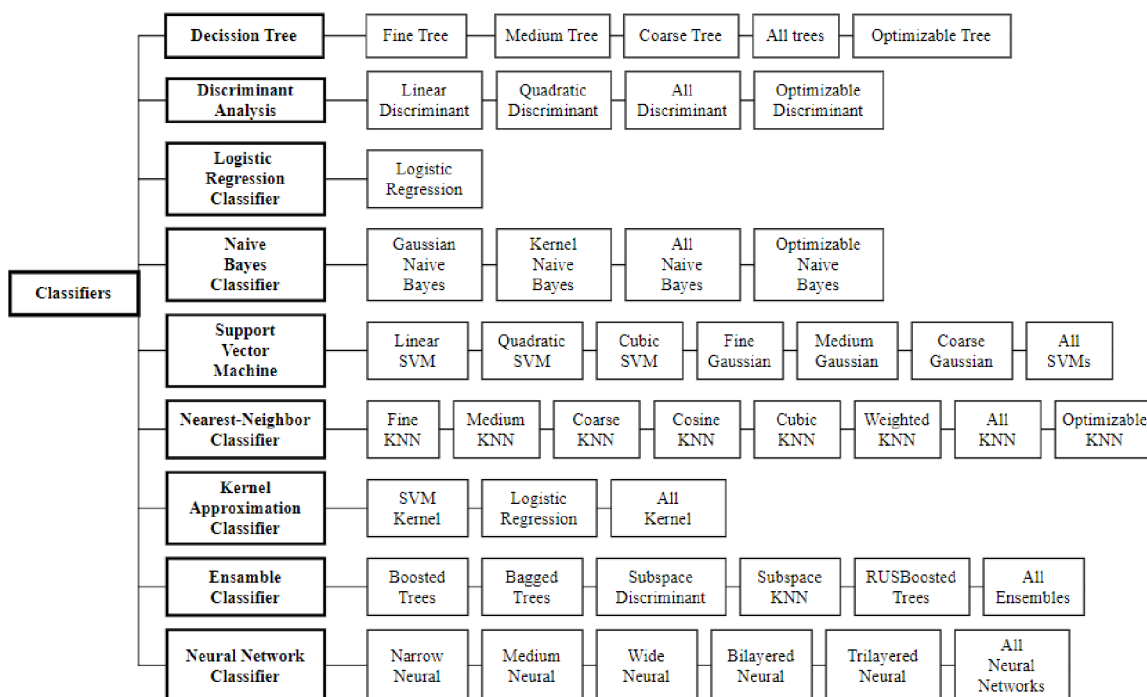 Decission Tree
Fine Tree
Medium Tree
Coarse Tree
All trees
Optimizable Tree
Discriminant
Analysis
Linear
Discriminant
Quadratic
Discriminant
All
Discriminant
Optimizable
Discriminant
Logistic
Regression
Classifier
Logistic
Regression
Naive
Bayes
Classifier
Gaussian
Naive
Bayes
Kernel
Naive
Bayes
All
Naive
Bayes
Optimizable
Naive
Bayes
Classifiers
Support
Vector
Machine
Linear
SVM
Quadratic
SVM
Cubic
SVM
Fine
Gaussian
Medium
Gaussian
Coarse
Gaussian
All
SVMs
Nearest-Neighbor
Classifier
Fine
KNN
Medium
KNN
Coarse
KNN
Cosine
KNN
Cubic
KNN
Weighted
KNN
All
KNN
Optimizable
KNN
Kernel
Approximation
Classifier
SVM
Kernel
Logistic
Regression
All
Kernel
Ensamble
Classifier
Boosted
Trees
Bagged
Trees
Subspace
Discriminant
Subspace
KNN
RUSBoosted
Trees
All
Ensembles
Neural Network
Classifier
Narrow
Neural
Medium
Neural
Wide
Neural
Bilayered
Neural
Trilayered
Neural
All
Neural
Networks